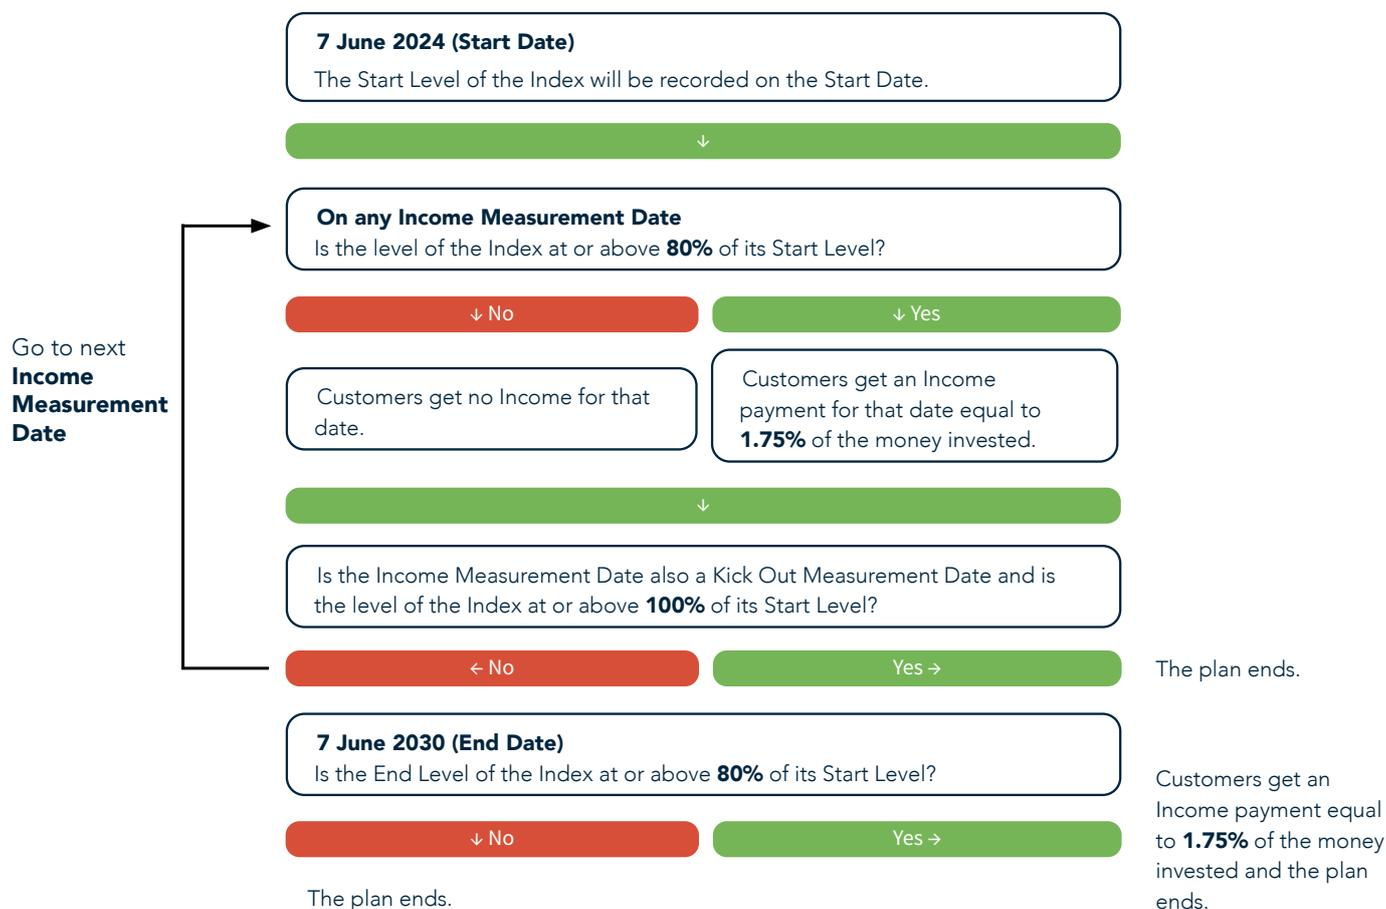 7 June 2024 (Start Date)
The Start Level of the Index will be recorded on the Start Date.
↓
On any Income Measurement Date
Is the level of the Index at or above 80% of its Start Level?
↓ No
↓ Yes
Go to next
Income
Measurement
Date
Customers get no Income for that
date.
Customers get an Income
payment for that date equal to
1.75% of the money invested.
↓
Is the Income Measurement Date also a Kick Out Measurement Date and is
the level of the Index at or above 100% of its Start Level?
← No
Yes →
The plan ends.
7 June 2030 (End Date)
Is the End Level of the Index at or above 80% of its Start Level?
↓ No
Yes →
Customers get an
Income payment equal
to 1.75% of the money
invested and the plan
ends.
The plan ends.